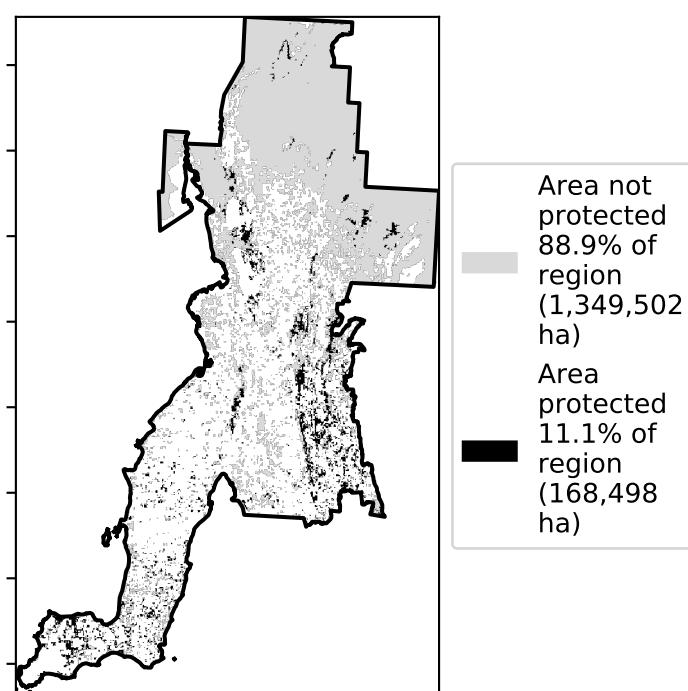 Area not
protected
88.9% of
region
(1,349,502
ha)
Area
protected
11.1% of
region
(168,498
ha)